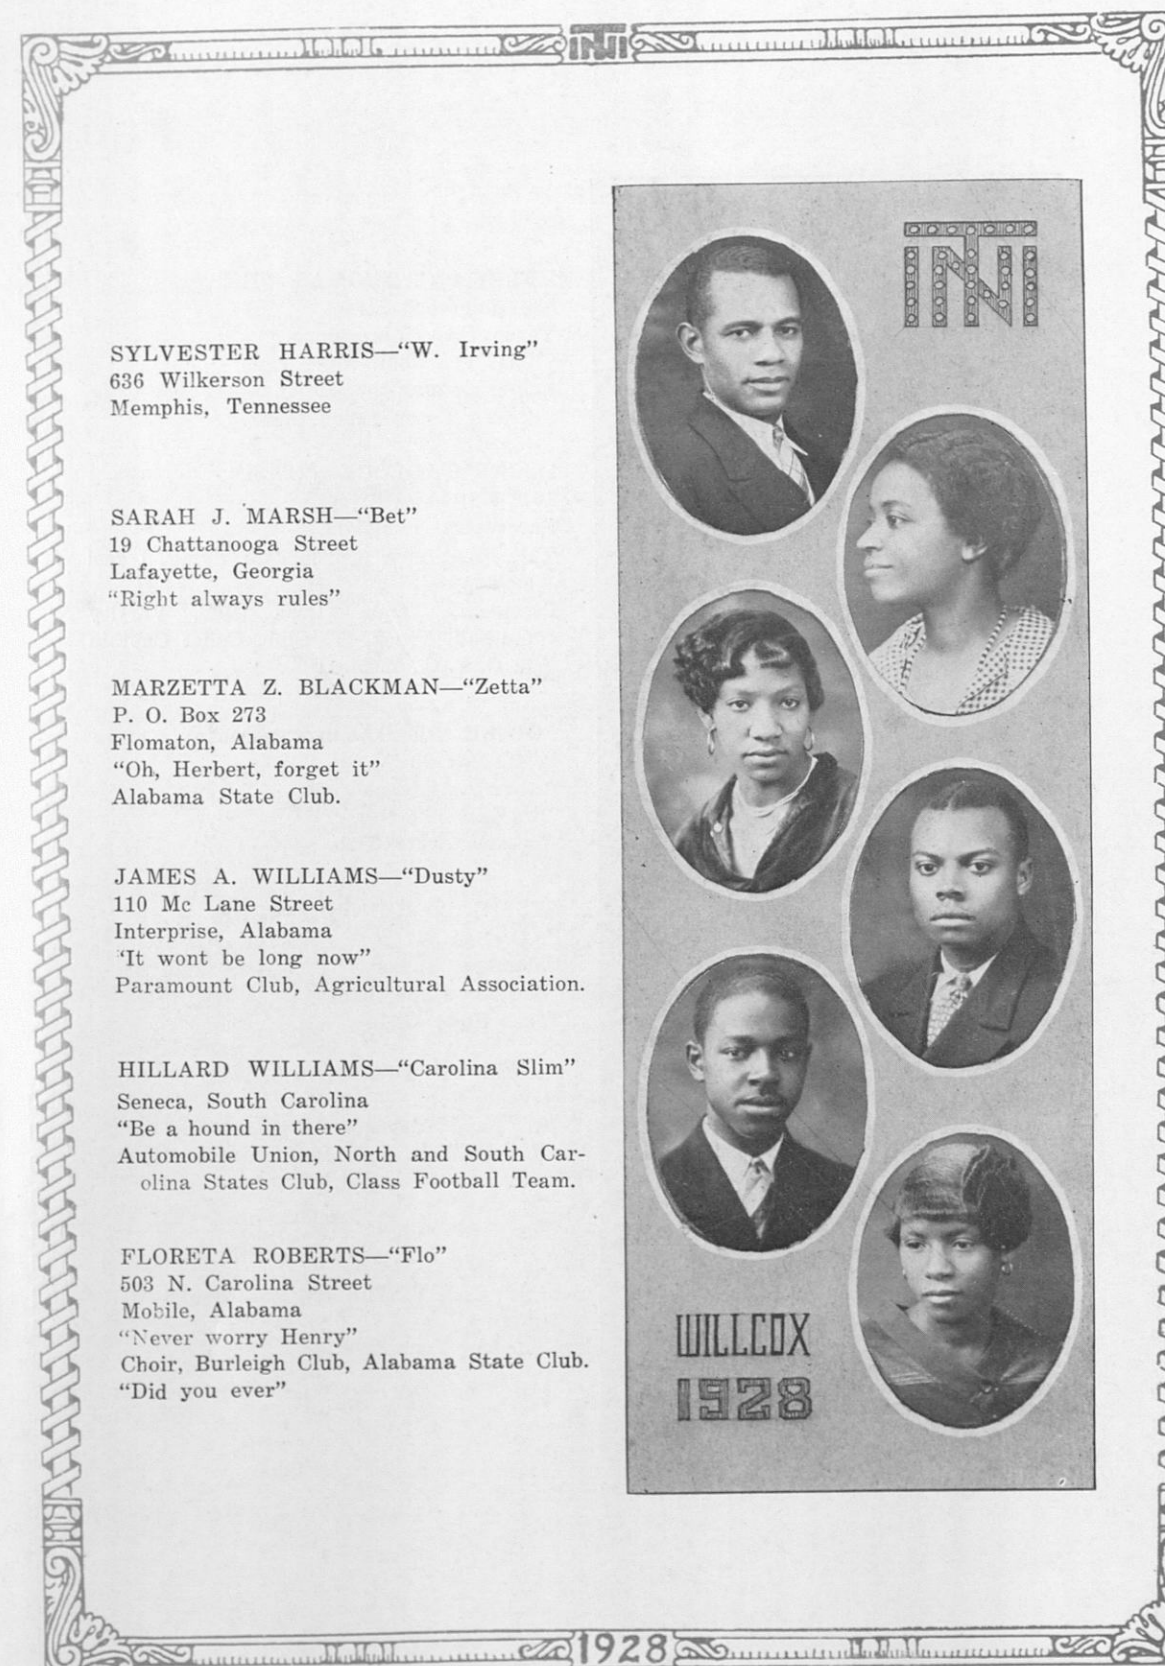 TNI
SYLVESTER HARRIS—“W. Irving”
636 Wilkerson Street
Memphis, Tennessee
SARAH J. MARSH—“Bet”
19 Chattanooga Street
Lafayette, Georgia
“Right always rules”
MARZETTA Z. BLACKMAN—“Zetta”
P. O. Box 273
Flomaton, Alabama
“Oh, Herbert, forget it”
Alabama State Club.
JAMES A. WILLIAMS—“Dusty”
110 Mc Lane Street
Interprise, Alabama
‘It wont be long now”
Paramount Club, Agricultural Association.
HILLARD WILLIAMS—“Carolina Slim”
Seneca, South Carolina
“Be a hound in there”
Automobile Union, North and South Car-
olina States Club, Class Football Team.
FLORETA ROBERTS—“Flo”
503 N. Carolina Street
Mobile, Alabama
“Never worry Henry”
Choir, Burleigh Club, Alabama State Club.
“Did you ever”
TNI
WILLCOX
1928
1928